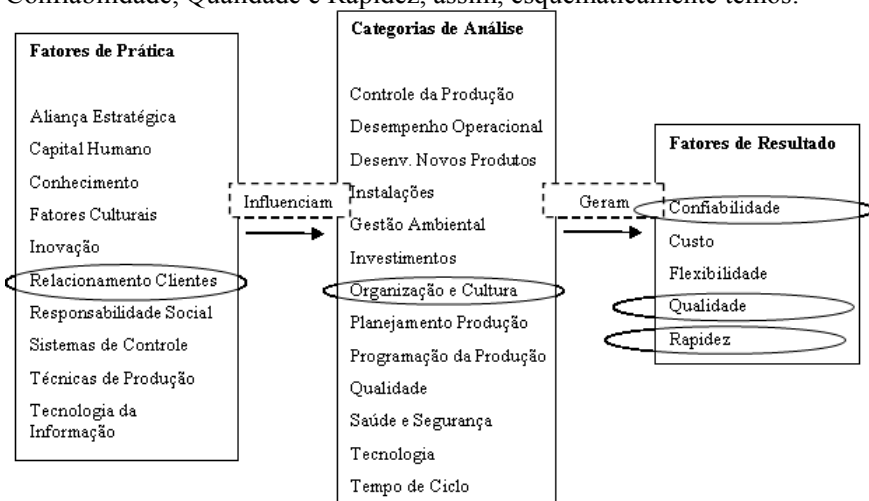 Confiabilidade, Qualidade e Rapidez, assim, esquematicamente temos:
Fatores de Prática
Aliança Estratégica
Capital Humano
Conhecimento
Fatores Culturais
Inovação
Relacionamento Clientes
Responsabilidade Social
Sistemas de Controle
Técnicas de Produção
Tecnologia da
Informação
Influenciam
Categorias de Análise
Controle da Produção
Desempenho Operacional
Desenv. Novos Produtos
Instalações
Gestão Ambiental
Investimentos
Organização e Cultura
Planejamento Produção
Programação da Produção
Qualidade
Saúde e Segurança
Tecnologia
Tempo de Ciclo
Geram
Fatores de Resultado
Confiabilidade
Custo
Flexibilidade
Qualidade
Rapidez